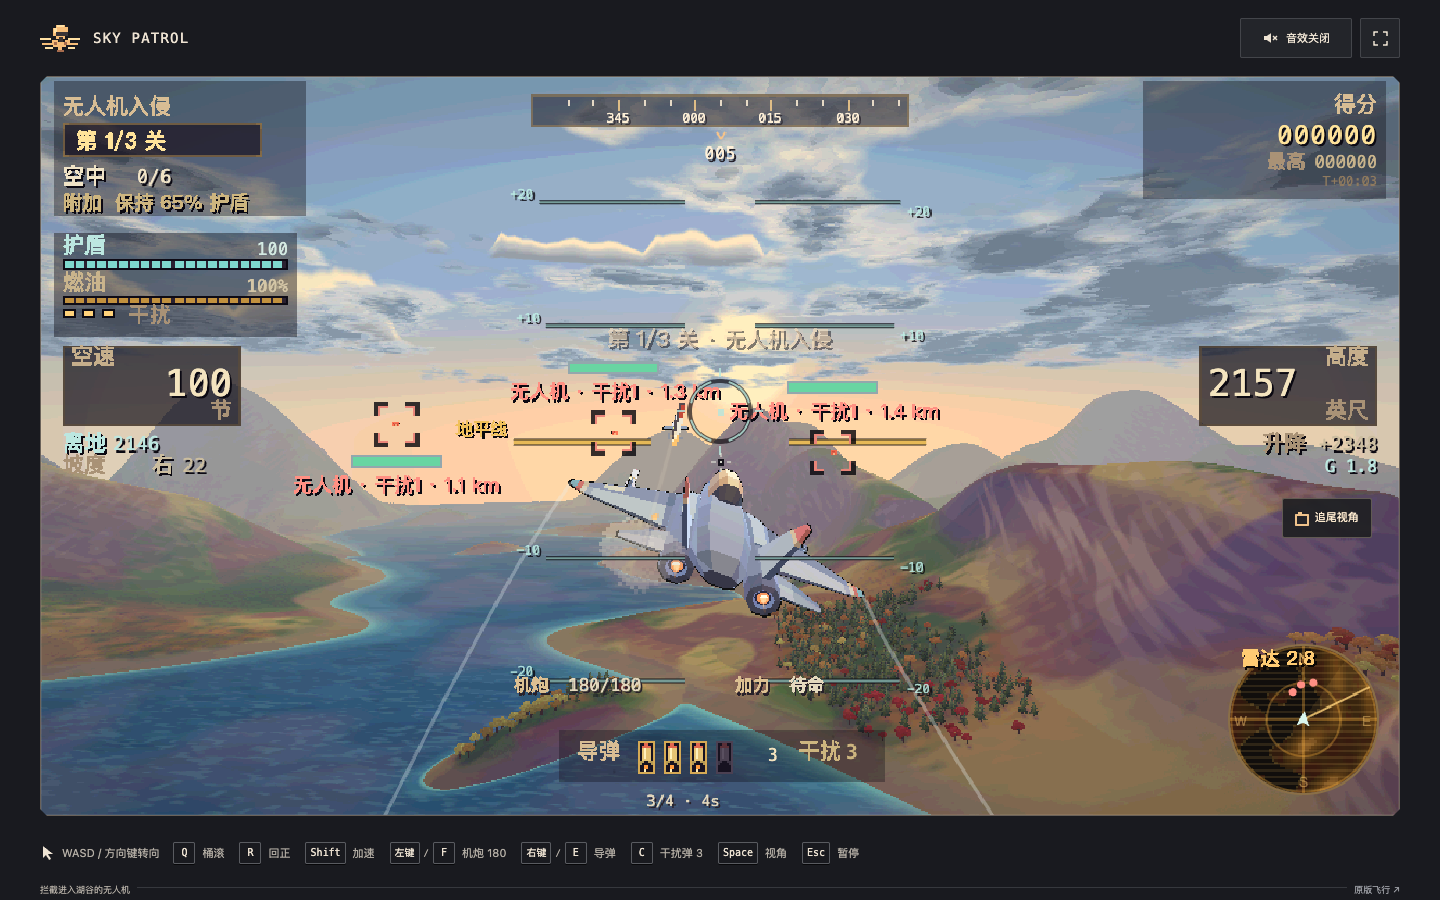 SKY PATROL
音效关闭
无人机入侵
第 1/3 关
空中 0/6
附加 保持 65% 护盾
护盾 100
燃油 100%
干扰
空速
100
节
离地 2146
坡度 右 22
345 000 015 030
005
得分
000000
最高 000000
T+00:03
+20 +20
+10 +10
第 1/3 关 · 无人机入侵
无人机 · 干扰1 · 1.3 km
无人机 · 干扰1 · 1.4 km
地平线
无人机 · 干扰1 · 1.1 km
高度
2157
英尺
升降 +2348
G 1.8
追尾视角
-10 -10
-20 -20
机炮 180/180 加力 待命
导弹 3 干扰 3
3/4 · 4s
雷达 2.8
N
W E
S
WASD / 方向键转向 Q 桶滚 R 回正 Shift 加速 左键 / F 机炮 180 右键 / E 导弹 C 干扰弹 3 Space 视角 Esc 暂停
拦截进入湖谷的无人机
原版飞行 ↗